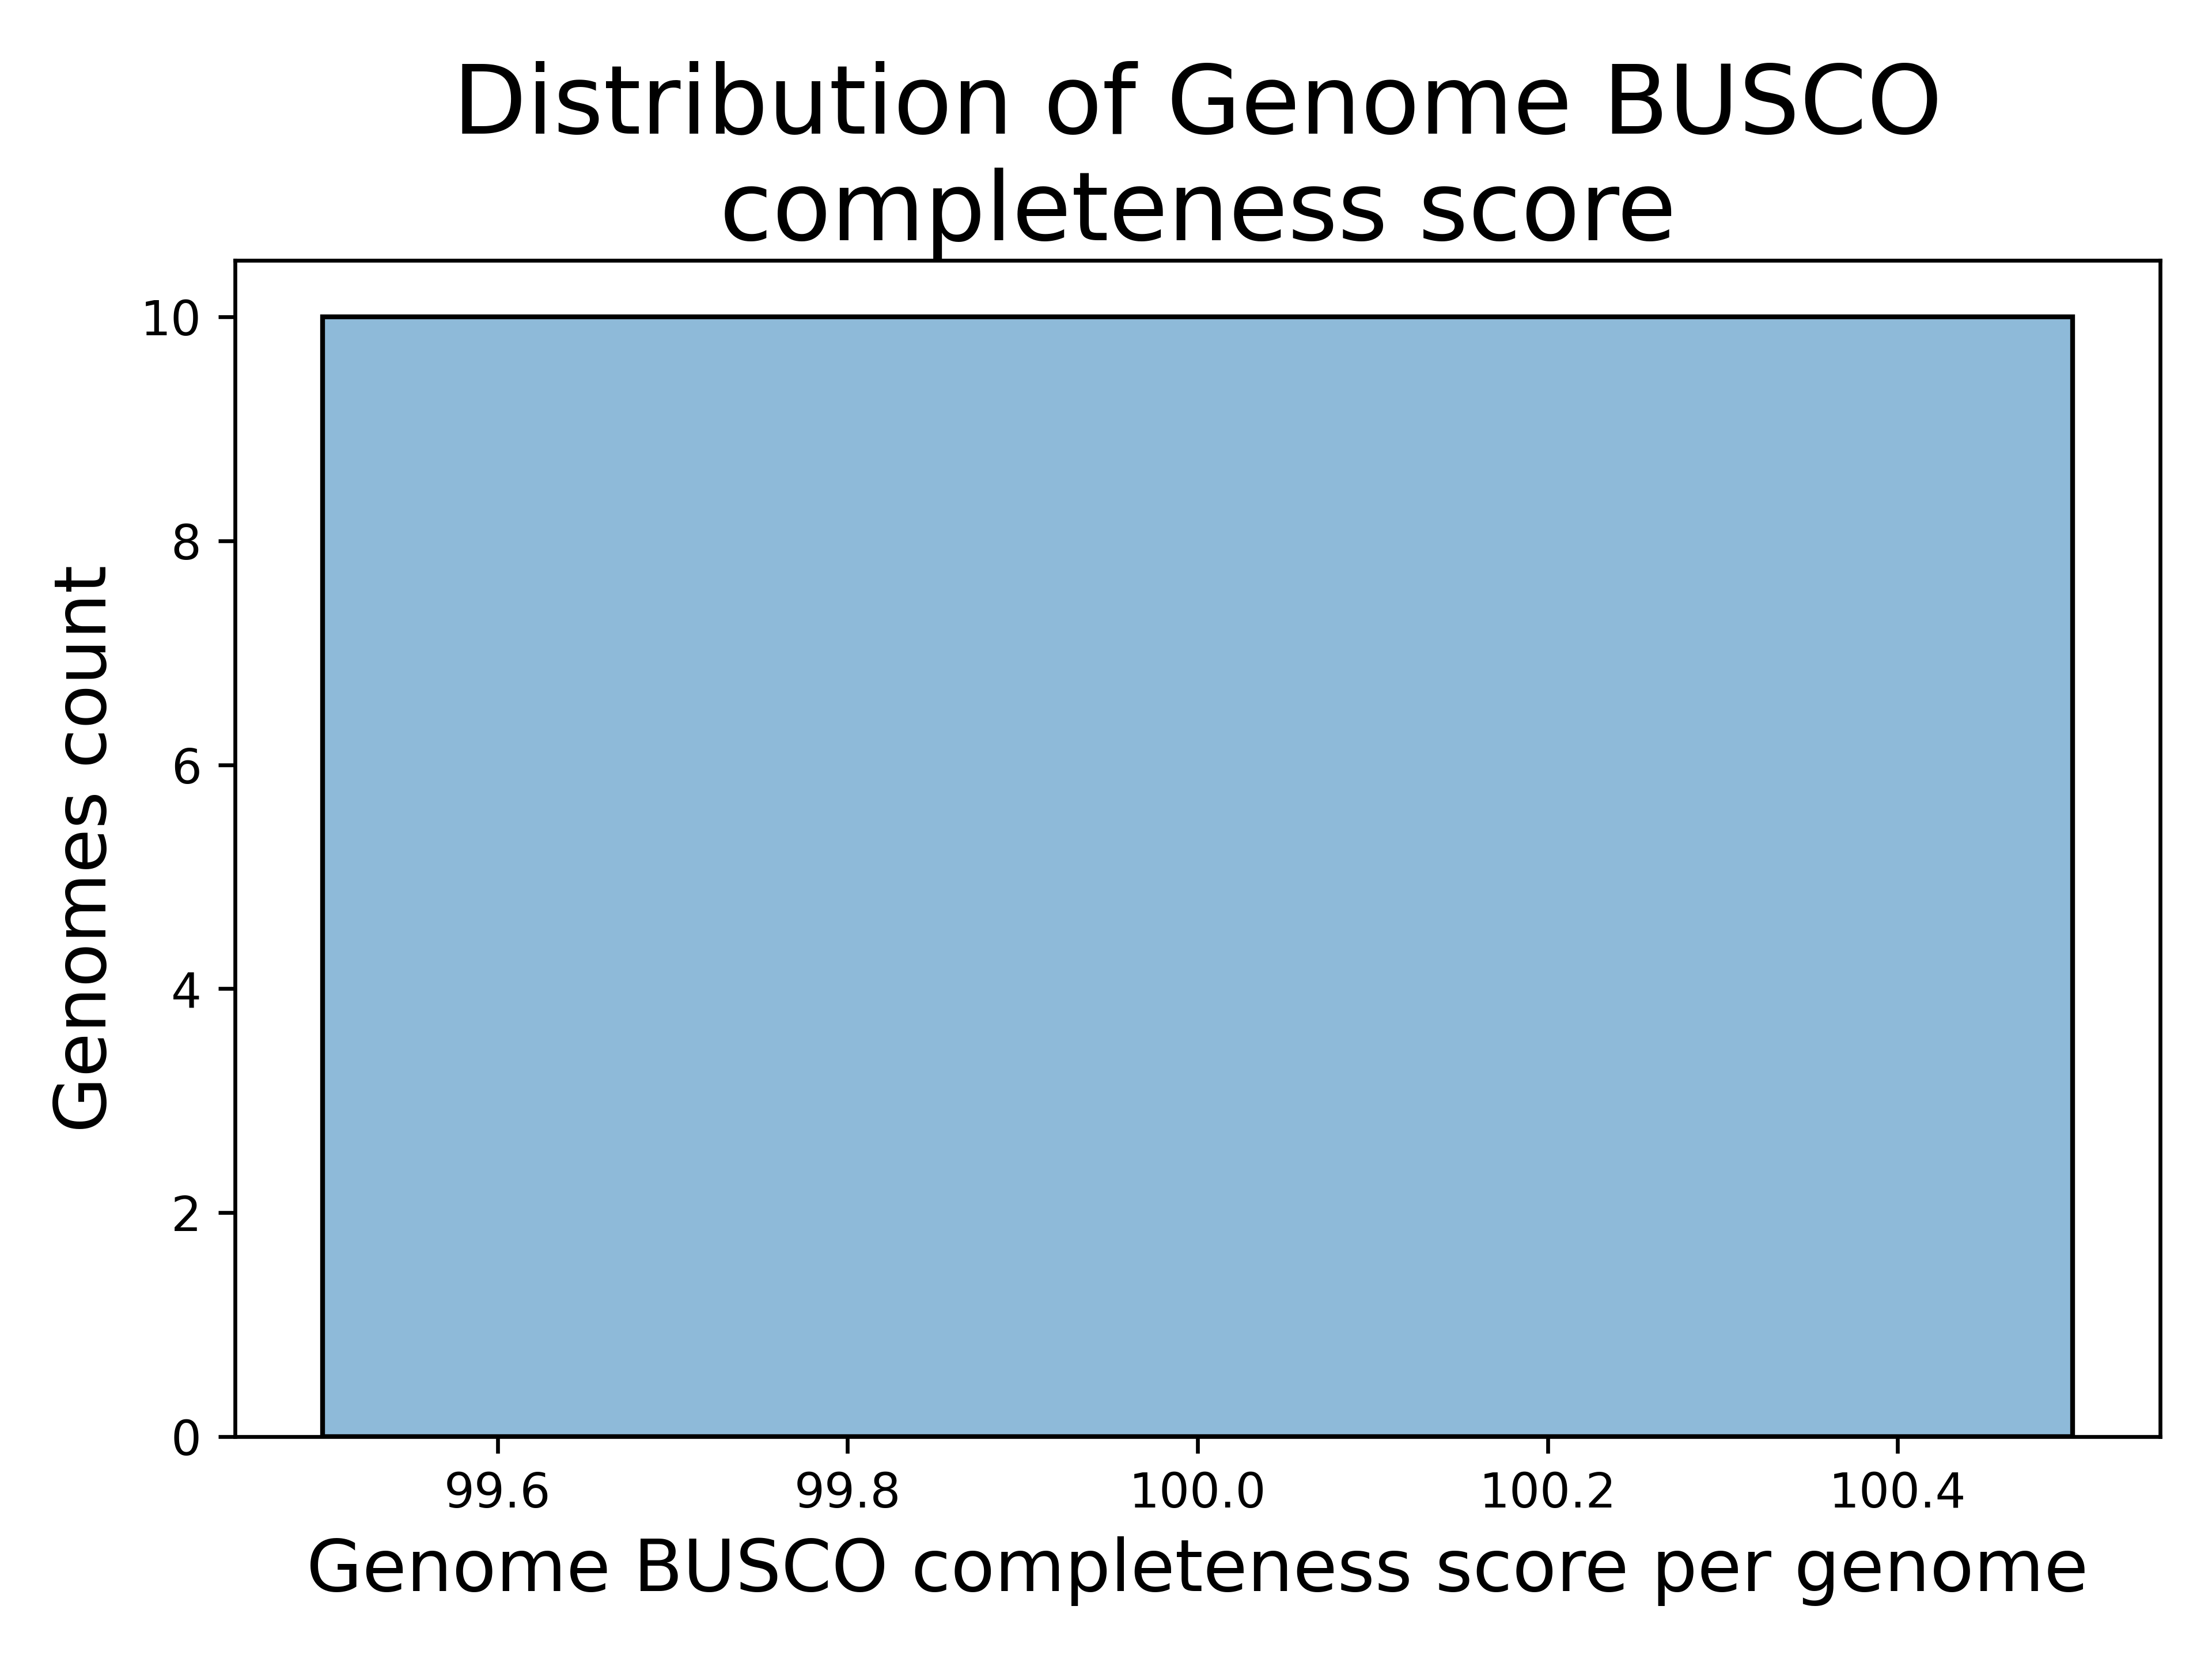 Distribution of Genome BUSCO
completeness score
Genomes count
10
8
6
4
2
0
99.6 99.8 100.0 100.2 100.4
Genome BUSCO completeness score per genome